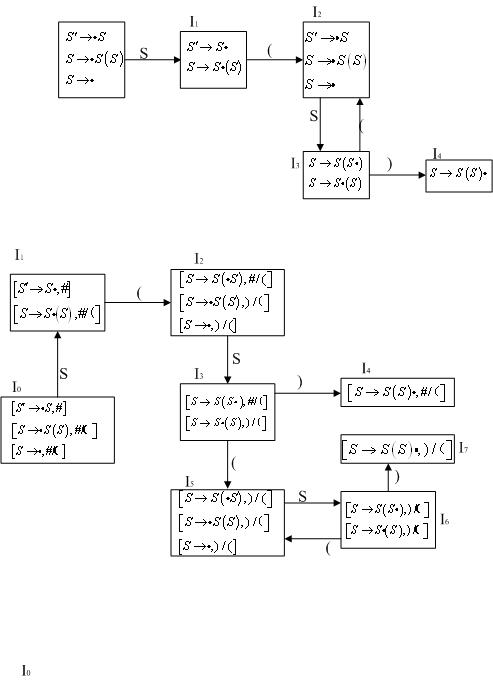 I₁
I₂
S' → •S
S → •S(S)
S → •
S
S' → S•
S → S•(S)
(
S' → •S
S → •S(S)
S → •
S
(
I₃
S → S(S•)
S → S•(S)
)
I₄
S → S(S)•
I₁
[S' → S•,#]
[S → S•(S),#/(]
(
I₂
[S → S(•S),#/(]
[S → •S(S),)/(]
[S → •,)/(]
S
S
I₀
[S' → •S,#]
[S → •S(S),#/(]
[S → •,#/(]
I₃
[S → S(S•),#/(]
[S → S•(S),)/(]
)
I₄
[S → S(S)•,#/(]
(
[S → S(S)•,)/(]
I₇
)
I₅
[S → S(•S),)/(]
[S → •S(S),)/(]
[S → •,)/(]
S
(
[S → S(S•),)/(]
[S → S•(S),)/(]
I₆
I₀